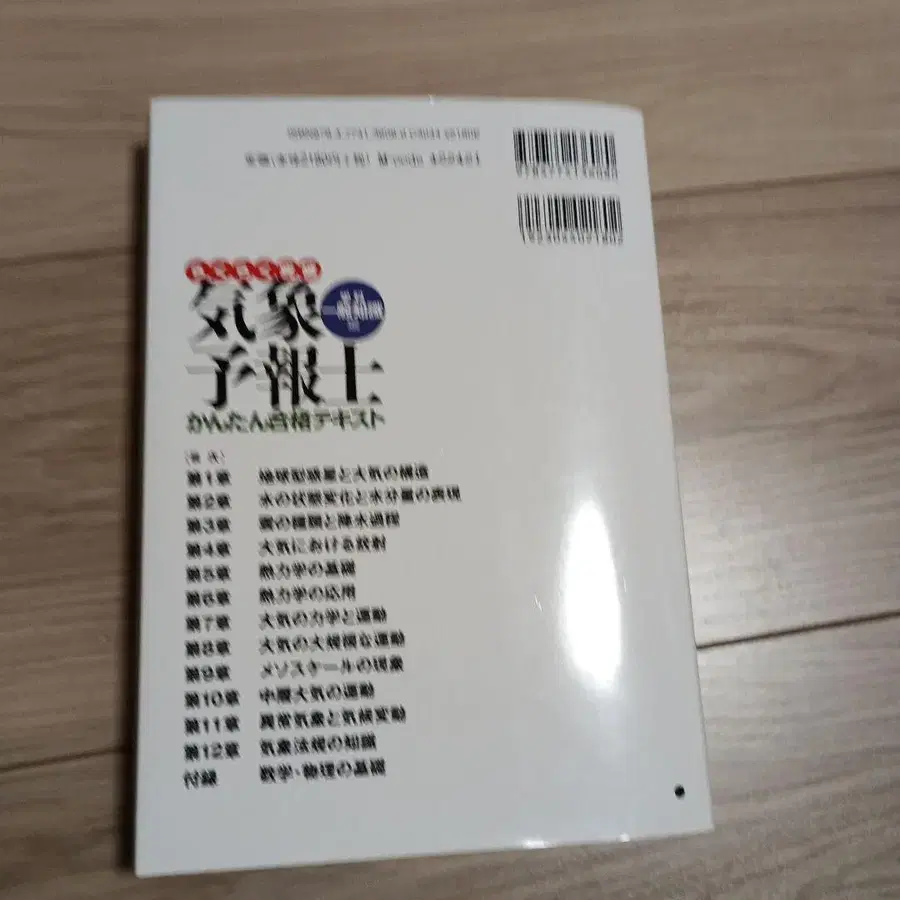 気象
一般知識
予報士
かんたん合格テキスト
第1章 地球型惑星と大気の構造
第2章 水の状態変化と水分量の表現
第3章 雲の種類と降水過程
第4章 大気における放射
第5章 熱力学の基礎
第6章 熱力学の応用
第7章 大気の力学と運動
第8章 大気の大規模な運動
第9章 メソスケールの現象
第10章 中層大気の運動
第11章 異常気象と気候変動
第12章 気象法規の知識
付録 数学・物理の基礎